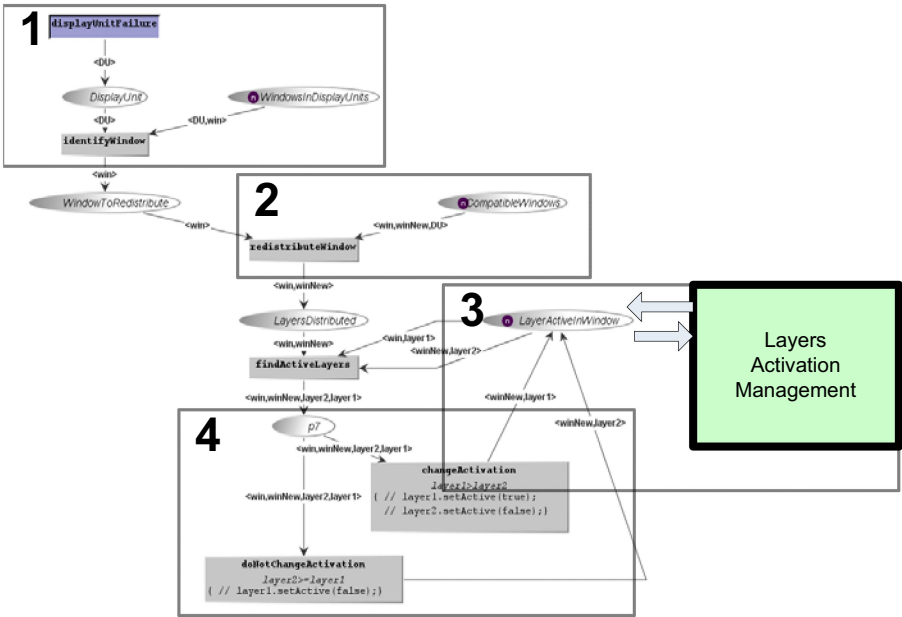 1
displayUnitFailure
<DU>
DisplayUnit
n WindowsInDisplayUnits
<DU>
<DU,win>
identifyWindow
<win>
WindowToRedistribute
2
n CompatibleWindows
<win>
<win,winNew,DU>
redistributeWindow
<win,winNew>
3
LayersDistributed
n LayerActiveInWindow
Layers
Activation
Management
<win,winNew>
<win,layer1>
<winNew,layer2>
findActiveLayers
<win,winNew,layer2,layer1>
<winNew,layer1>
4
p7
<winNew,layer2>
<win,winNew,layer2,layer1>
changeActivation
layer1>layer2
{ // layer1.setActive(true);
// layer2.setActive(false);}
<win,winNew,layer2,layer1>
doNotChangeActivation
layer2>=layer1
{ // layer1.setActive(false);}